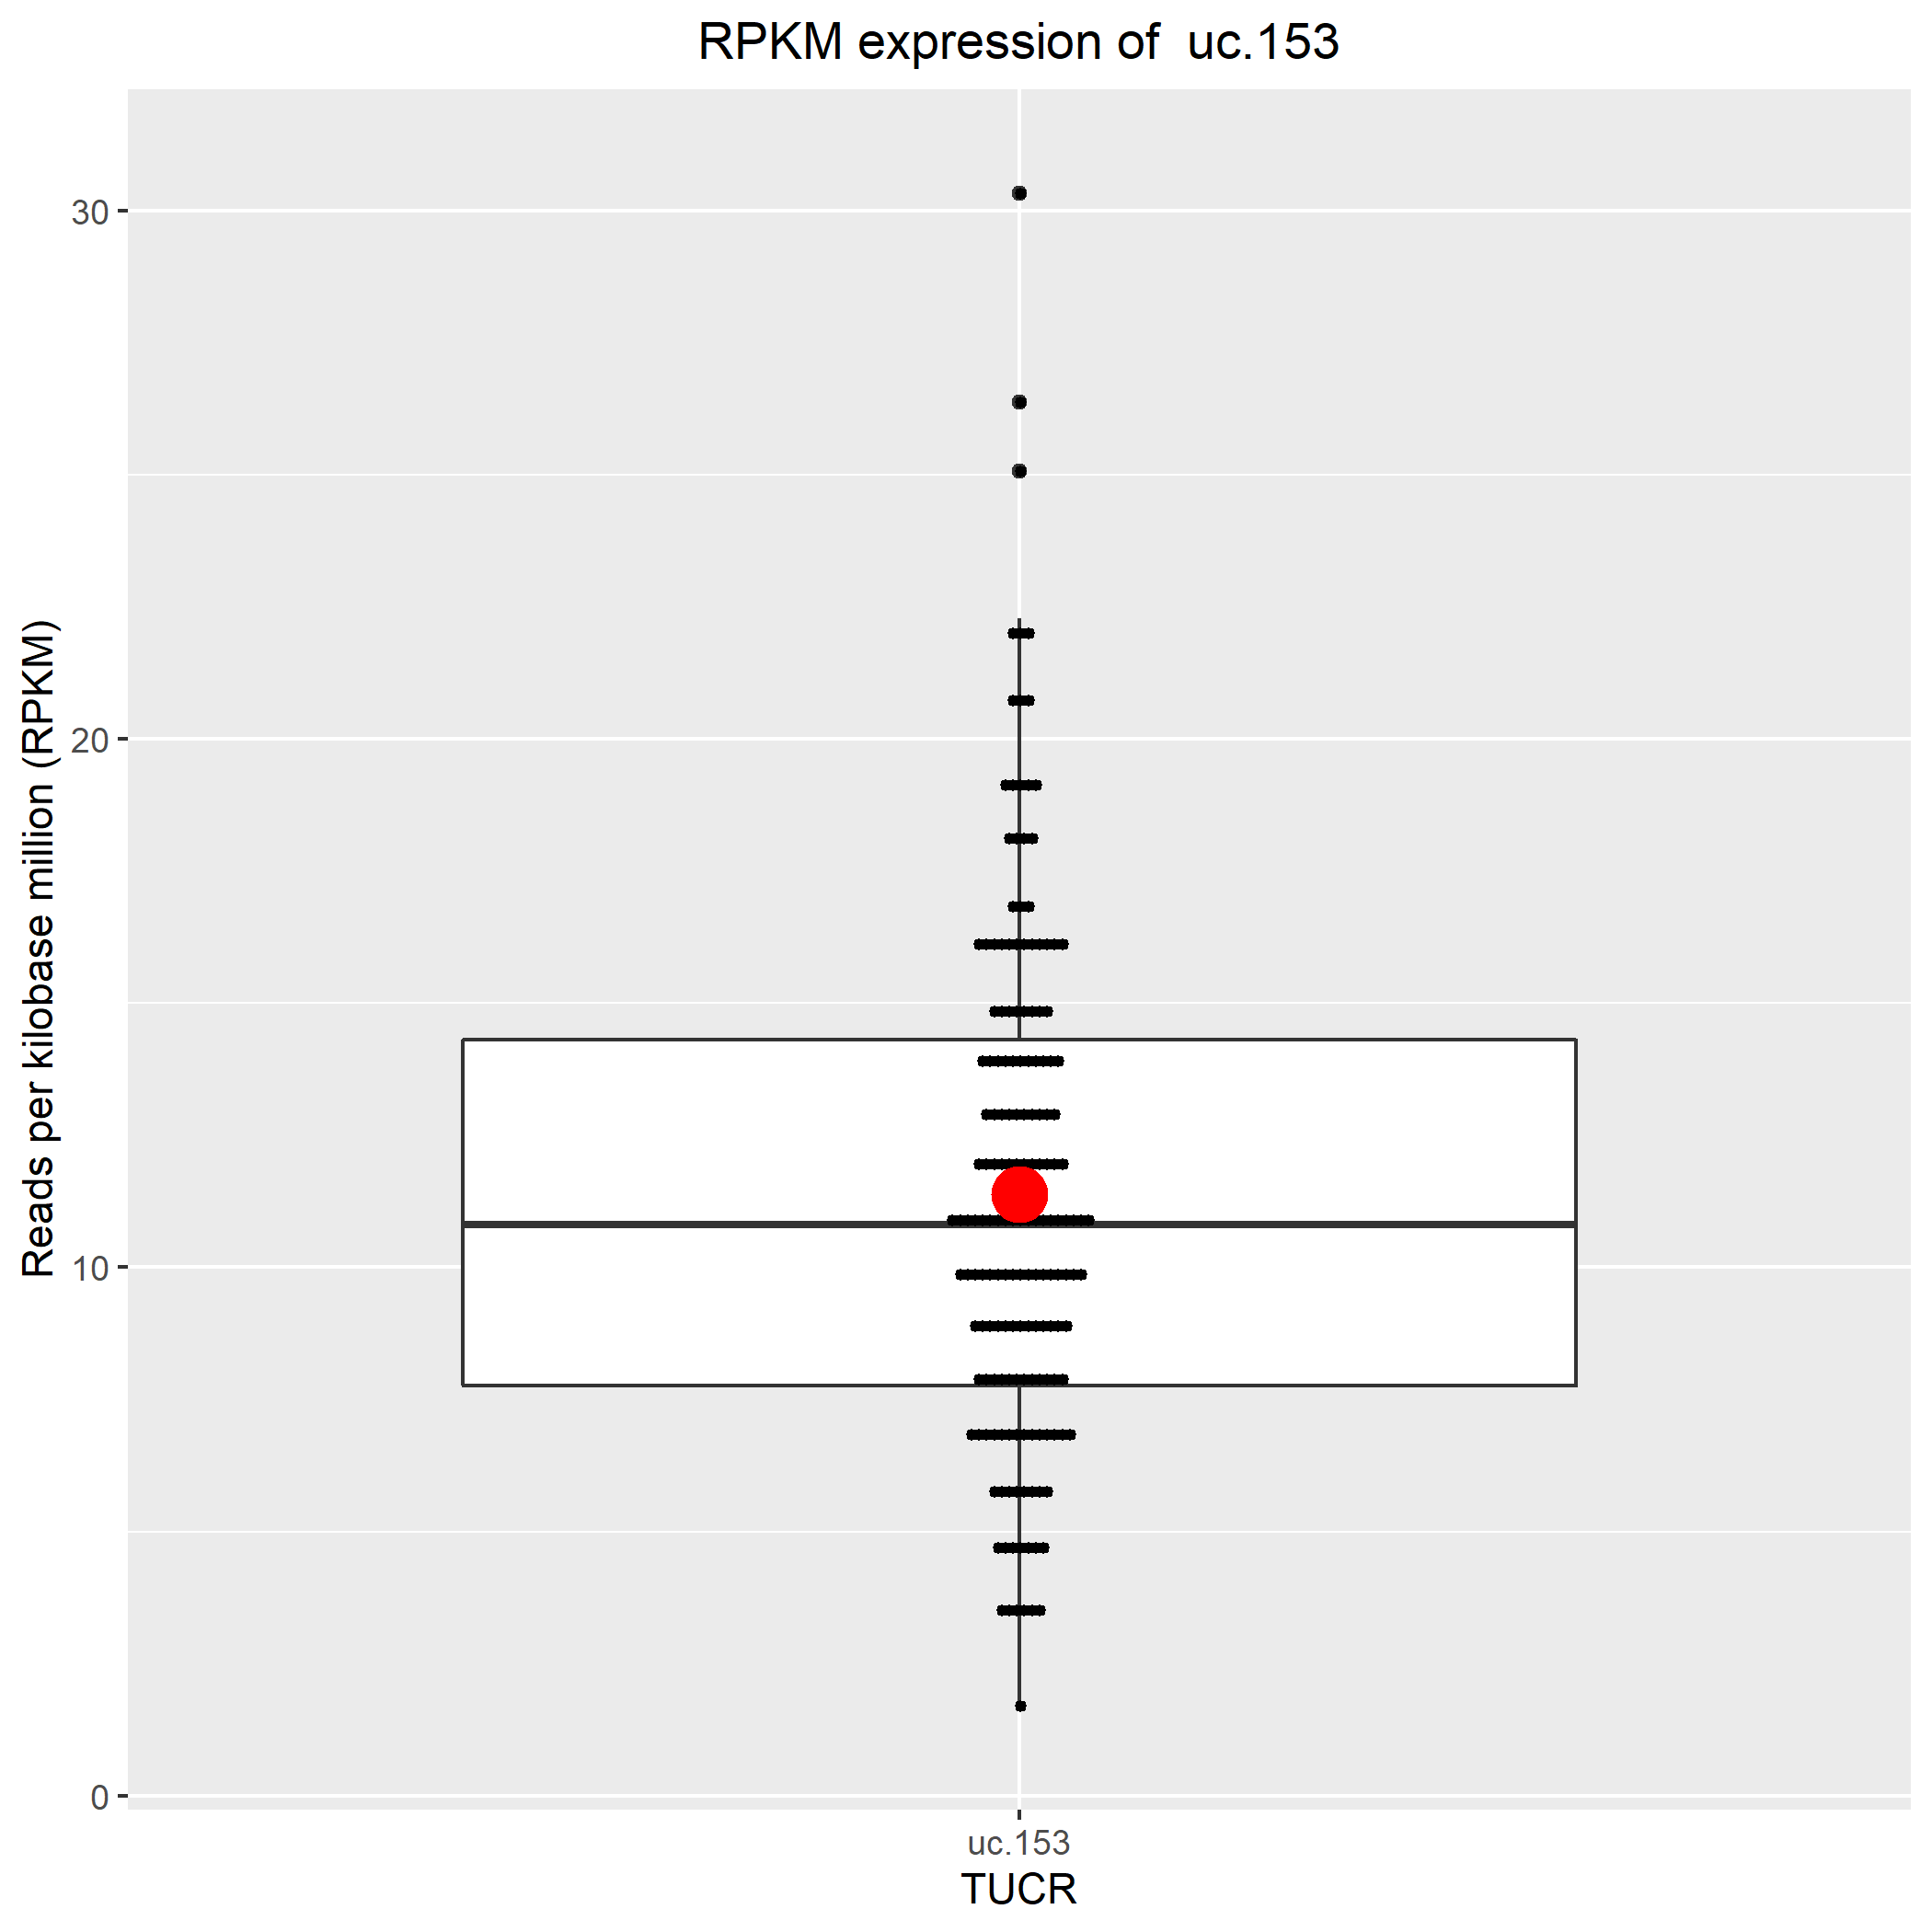 RPKM expression of  uc.153
Reads per kilobase million (RPKM)
30
20
10
0
uc.153
TUCR